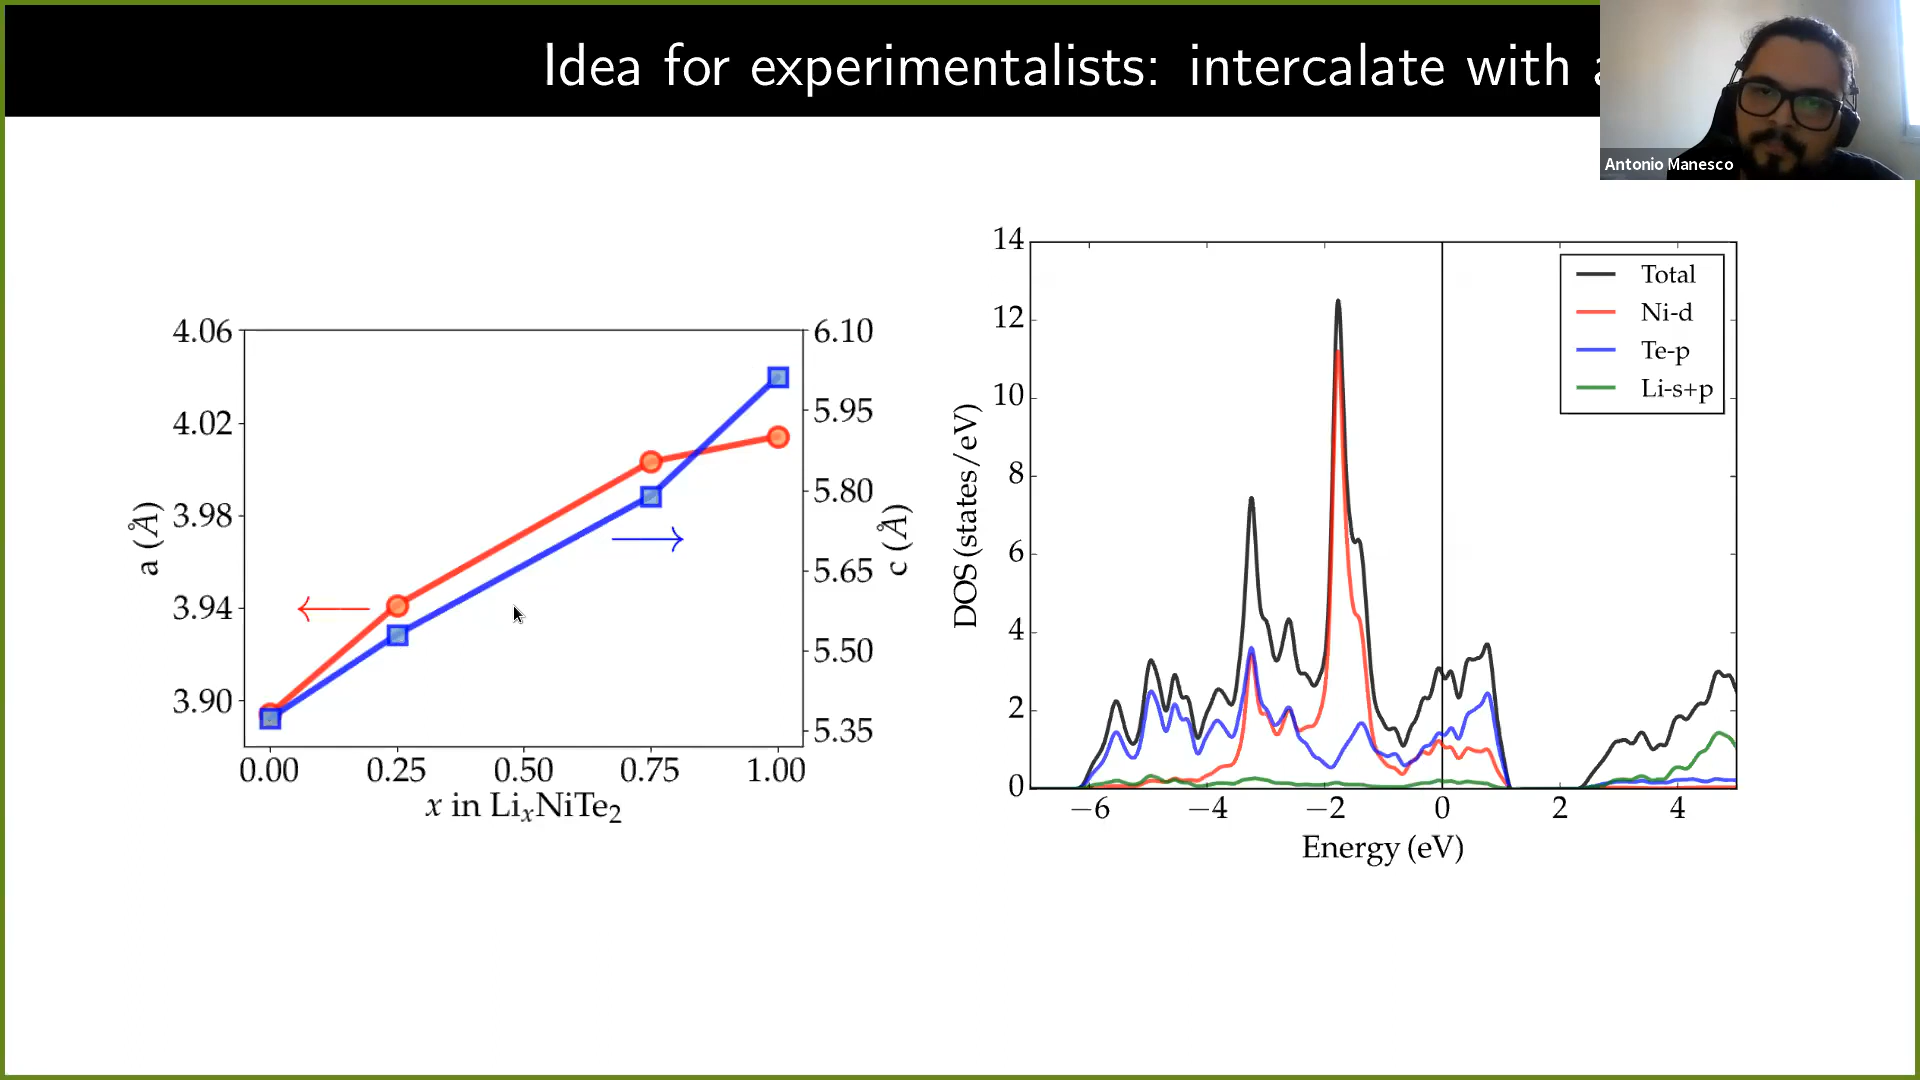 Idea for experimentalists: intercalate with
Antonio Manesco
4.06
4.02
3.98
3.94
3.90
a (Å)
6.10
5.95
5.80
5.65
5.50
5.35
c (Å)
0.00 0.25 0.50 0.75 1.00
x in LiₓNiTe₂
14
12
10
8
6
4
2
0
DOS (states/eV)
Total
Ni-d
Te-p
Li-s+p
−6 −4 −2 0 2 4
Energy (eV)